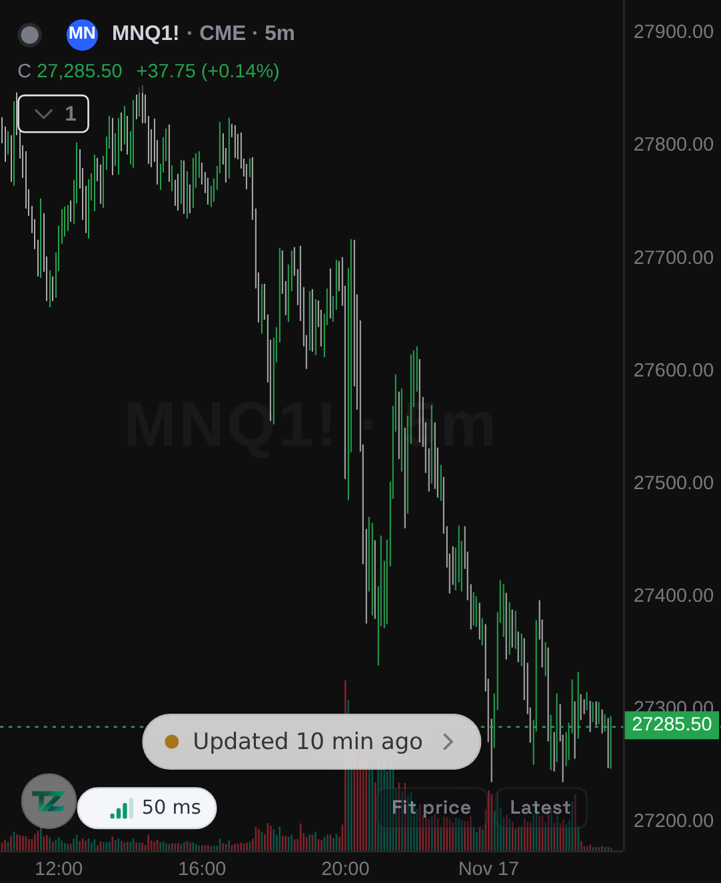 MN MNQ1! · CME · 5m
C 27,285.50 +37.75 (+0.14%)
1
27900.00
27800.00
27700.00
27600.00
MNQ1! · 5m
27500.00
27400.00
27300.00
27285.50
Updated 10 min ago
TZ 50 ms
Fit price Latest
27200.00
12:00 16:00 20:00 Nov 17